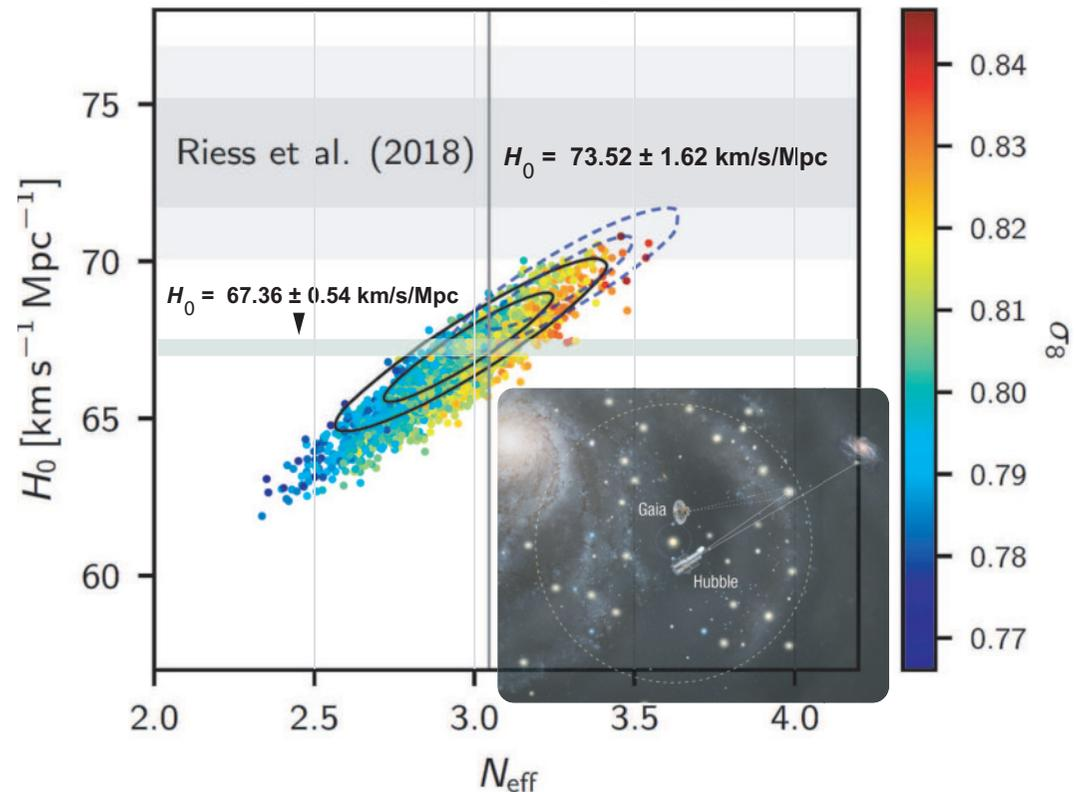 75
70
65
60
H₀ [km s⁻¹ Mpc⁻¹]
Riess et al. (2018)
H₀ = 73.52 ± 1.62 km/s/Mpc
H₀ = 67.36 ± 0.54 km/s/Mpc
Gaia
Hubble
2.0 2.5 3.0 3.5 4.0
N_eff
0.84
0.83
0.82
0.81
0.80
0.79
0.78
0.77
σ₈